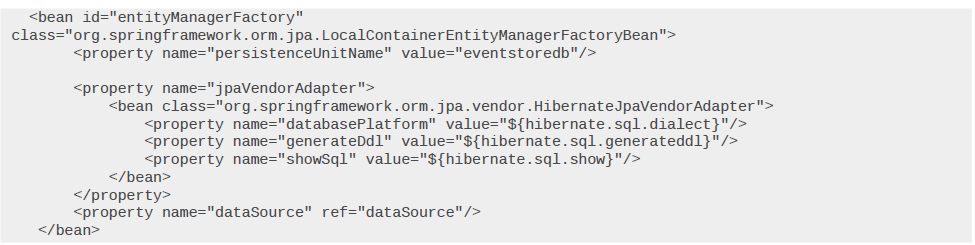 <bean id="entityManagerFactory"
class="org.springframework.orm.jpa.LocalContainerEntityManagerFactoryBean">
<property name="persistenceUnitName" value="eventstoredb"/>
<property name="jpaVendorAdapter">
<bean class="org.springframework.orm.jpa.vendor.HibernateJpaVendorAdapter">
<property name="databasePlatform" value="${hibernate.sql.dialect}"/>
<property name="generateDdl" value="${hibernate.sql.generateddl}"/>
<property name="showSql" value="${hibernate.sql.show}"/>
</bean>
</property>
<property name="dataSource" ref="dataSource"/>
</bean>